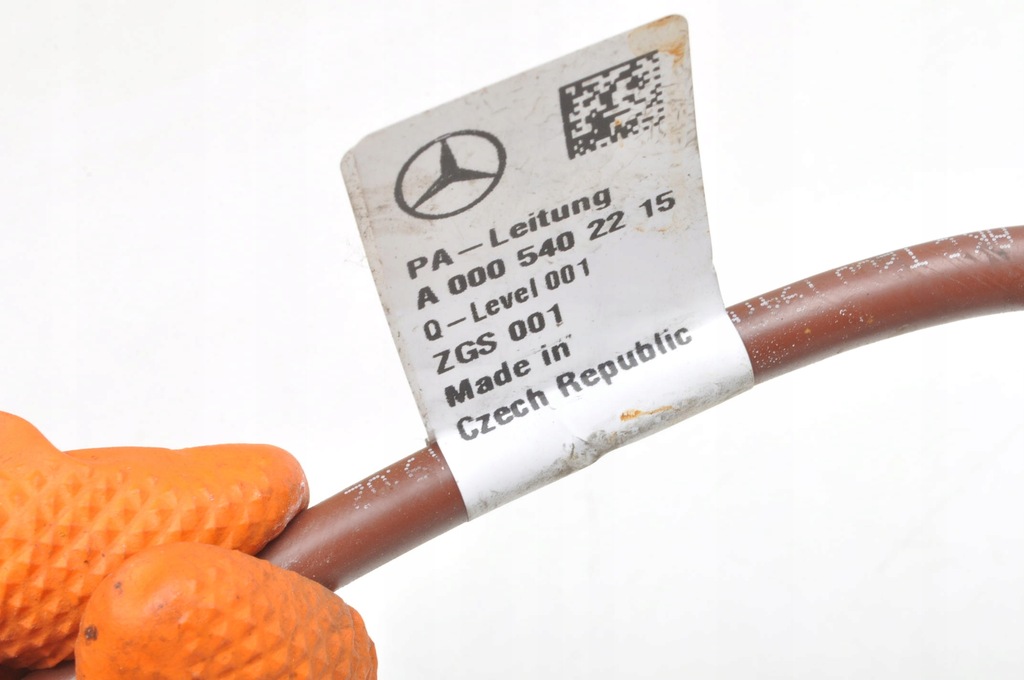 PA-Leitung
A 000 540 22 15
Q-Level 001
ZGS 001
Made in
Czech Republic